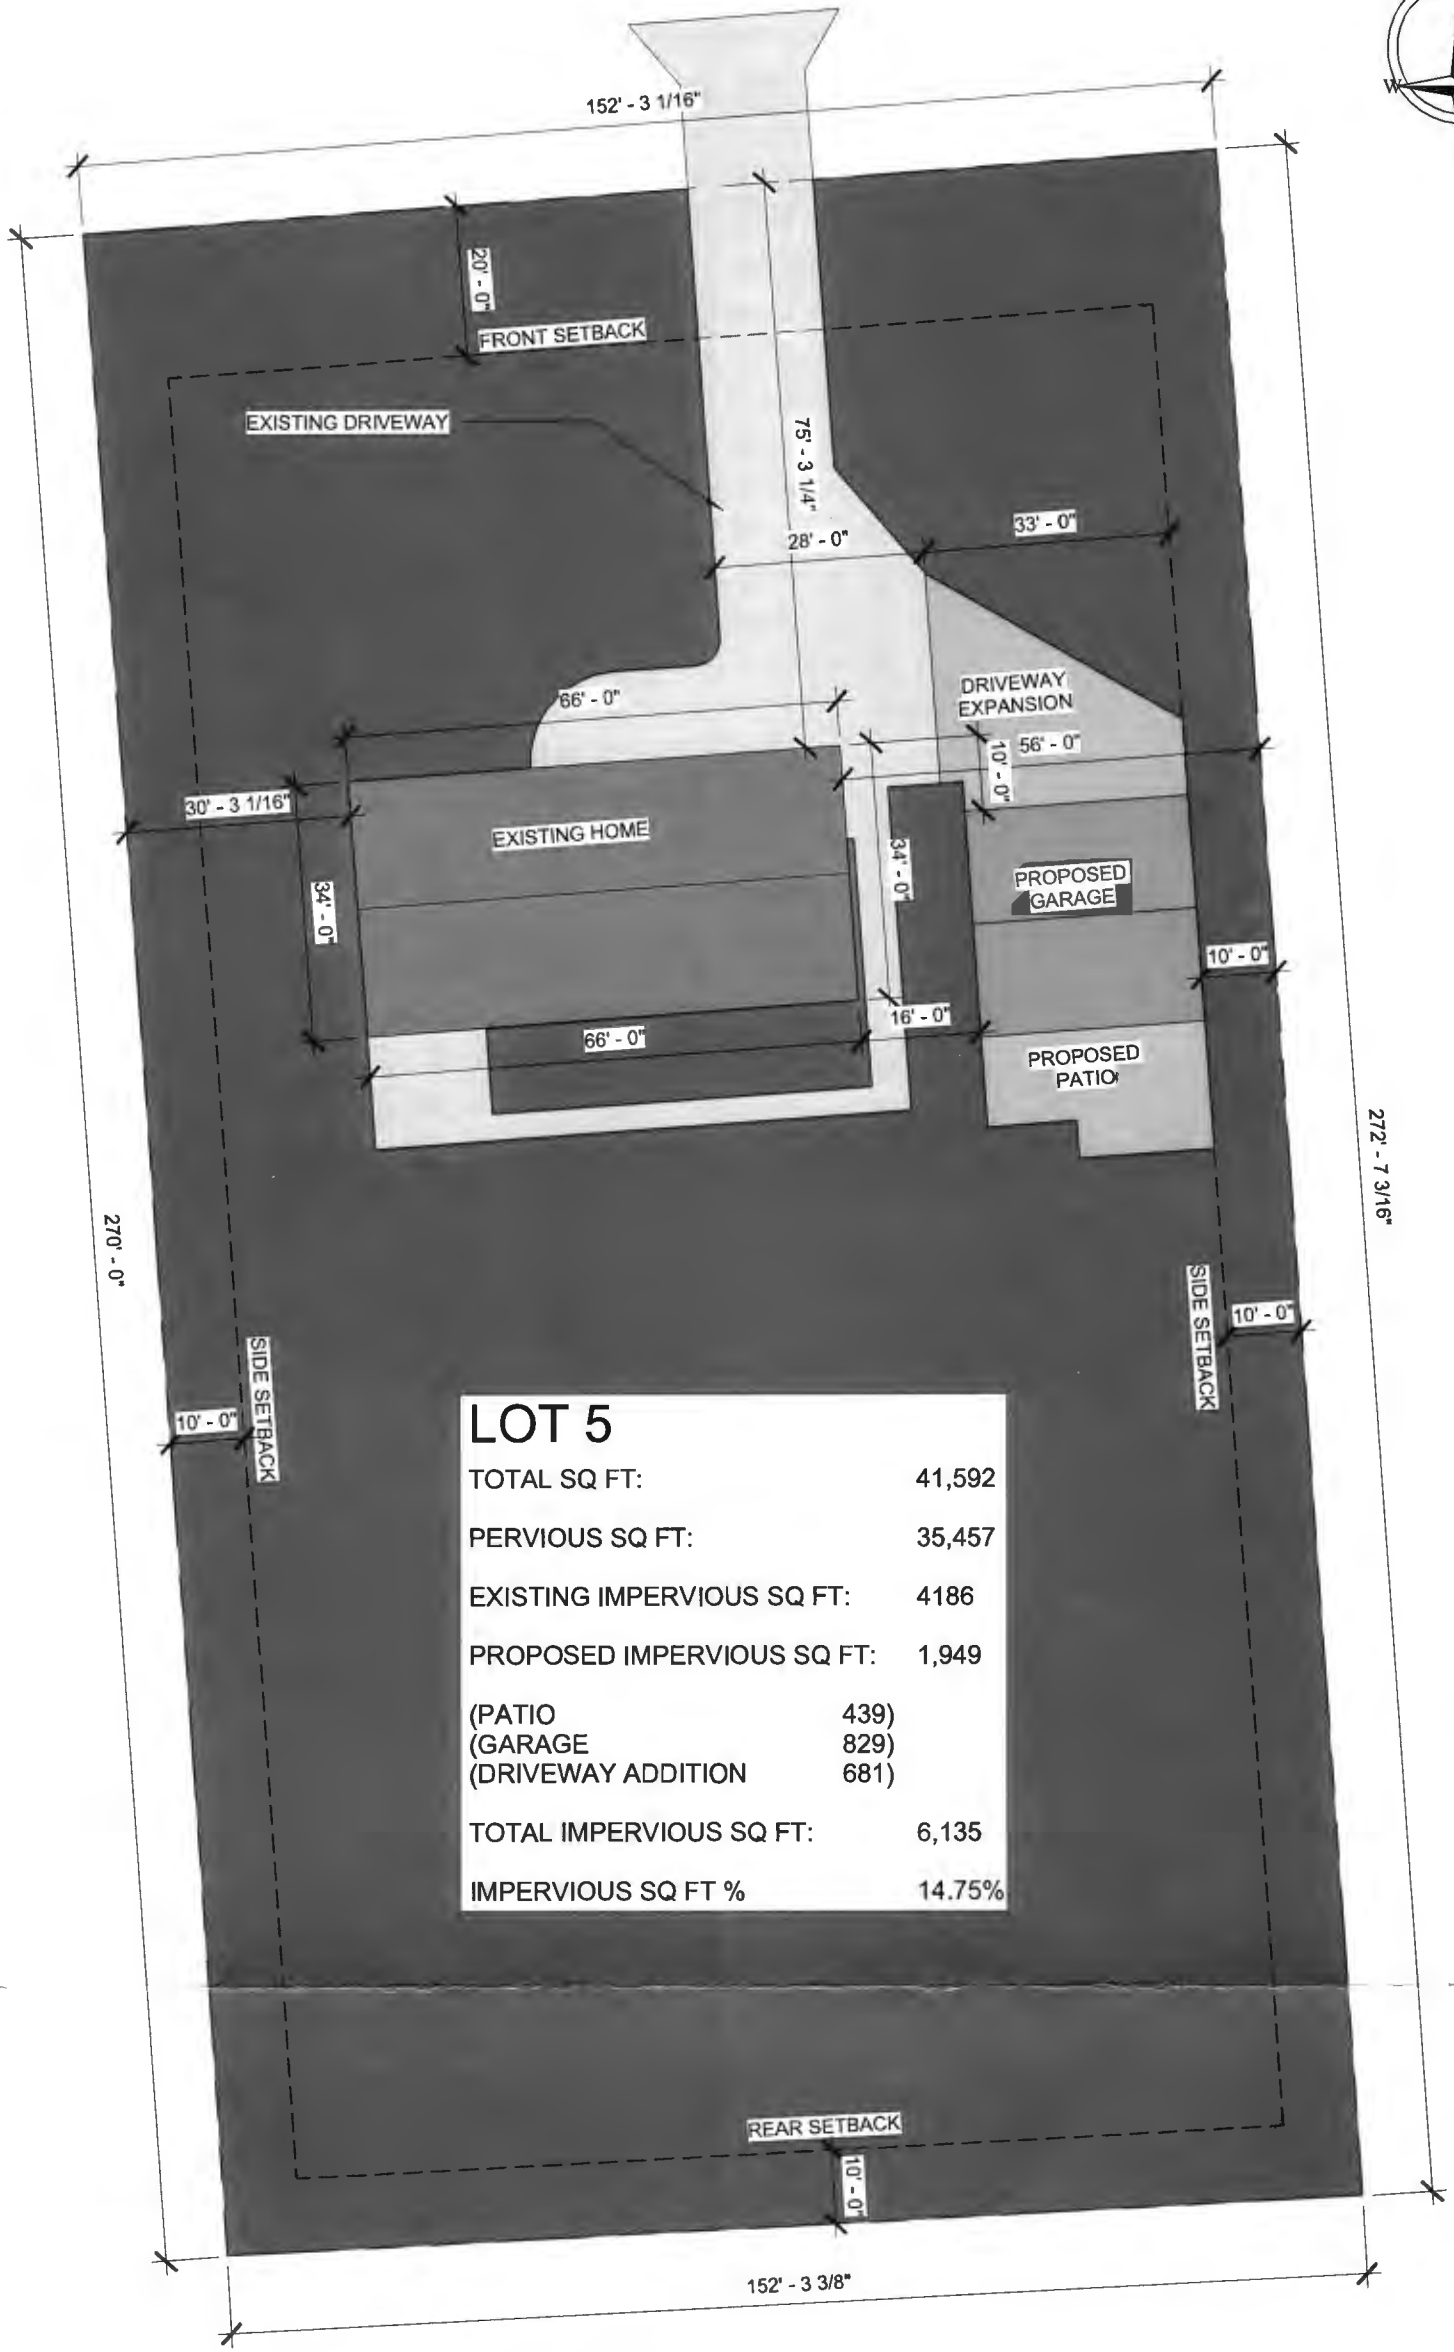 W
152' - 3 1/16"
20' - 0"
FRONT SETBACK
EXISTING DRIVEWAY
75' - 3 1/4"
28' - 0"
33' - 0"
66' - 0"
DRIVEWAY
EXPANSION
10' - 0"
56' - 0"
30' - 3 1/16"
EXISTING HOME
34' - 0"
34' - 0"
PROPOSED
GARAGE
10' - 0"
16' - 0"
66' - 0"
PROPOSED
PATIO
270' - 0"
272' - 7 3/16"
SIDE SETBACK
10' - 0"
SIDE SETBACK
10' - 0"
LOT 5
TOTAL SQ FT: 41,592
PERVIOUS SQ FT: 35,457
EXISTING IMPERVIOUS SQ FT: 4186
PROPOSED IMPERVIOUS SQ FT: 1,949
(PATIO 439)
(GARAGE 829)
(DRIVEWAY ADDITION 681)
TOTAL IMPERVIOUS SQ FT: 6,135
IMPERVIOUS SQ FT % 14.75%
REAR SETBACK
10' - 0"
152' - 3 3/8"